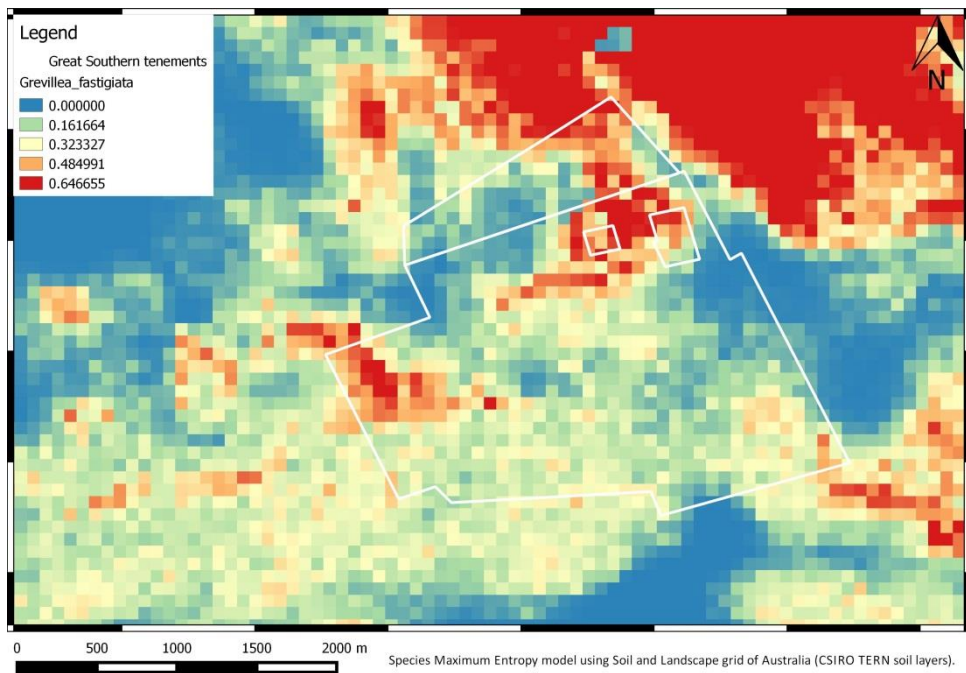 Legend
Great Southern tenements
Grevillea_fastigiata
0.000000
0.161664
0.323327
0.484991
0.646655
N
0 500 1000 1500 2000 m
Species Maximum Entropy model using Soil and Landscape grid of Australia (CSIRO TERN soil layers).